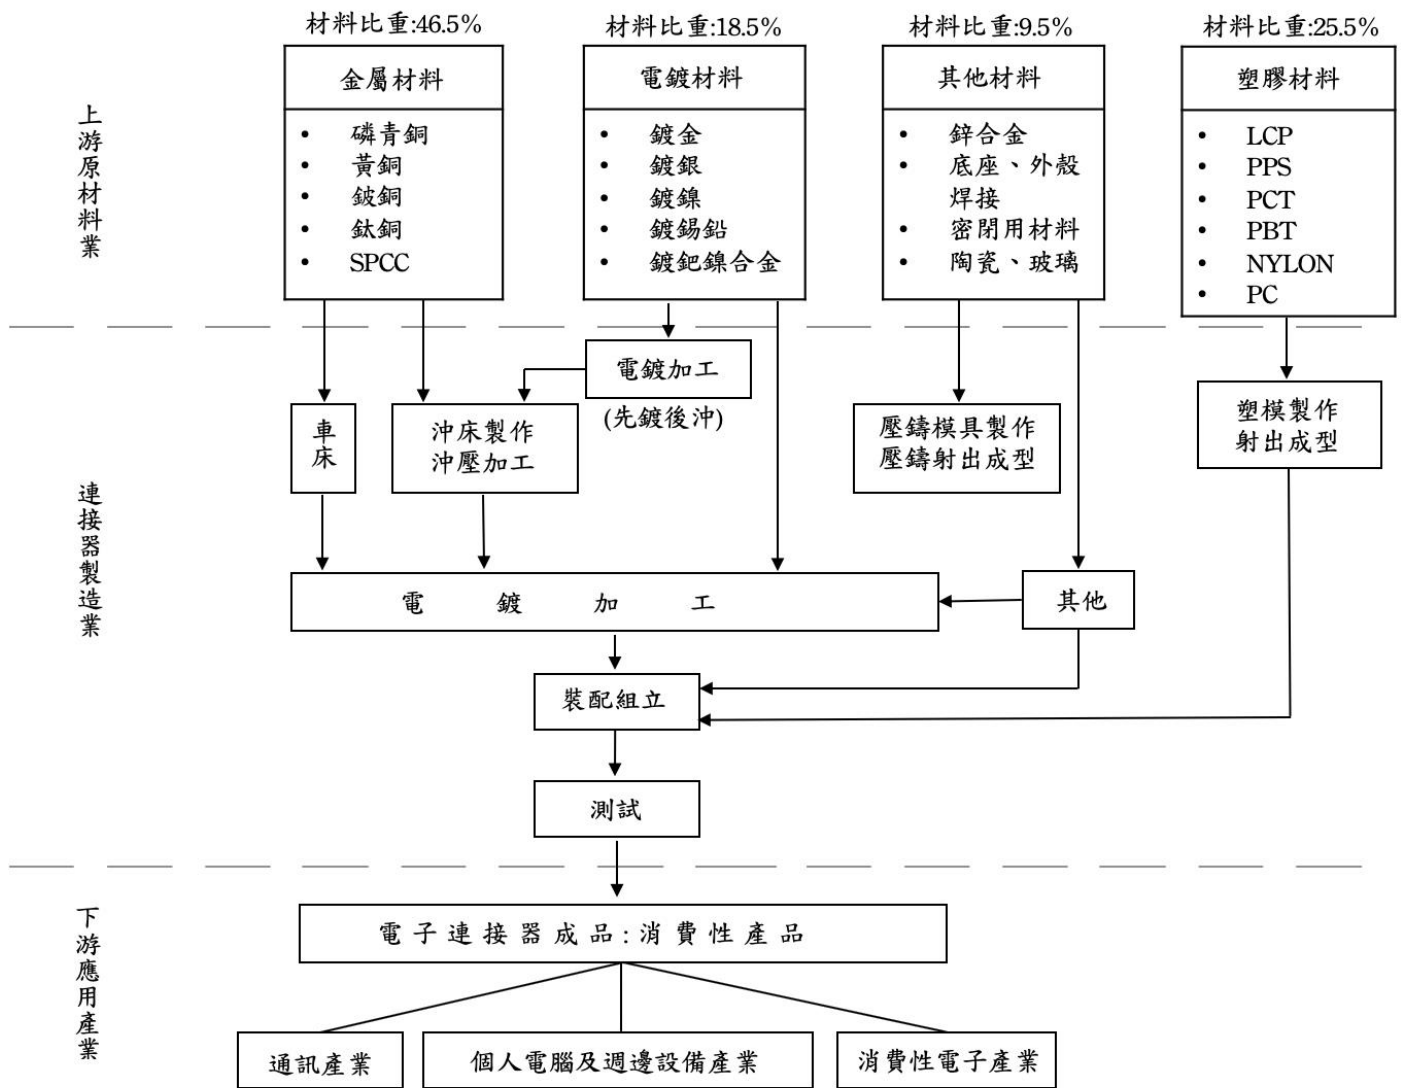 材料比重:46.5%
材料比重:18.5%
材料比重:9.5%
材料比重:25.5%
上游原材料業
金屬材料
• 磷青銅
• 黃銅
• 鈹銅
• 鈦銅
• SPCC
電鍍材料
• 鍍金
• 鍍銀
• 鍍鎳
• 鍍錫鉛
• 鍍鈀鎳合金
其他材料
• 鋅合金
• 底座、外殼
焊接
• 密閉用材料
• 陶瓷、玻璃
塑膠材料
• LCP
• PPS
• PCT
• PBT
• NYLON
• PC
連接器製造業
電鍍加工
(先鍍後沖)
車床
沖床製作
沖壓加工
壓鑄模具製作
壓鑄射出成型
塑模製作
射出成型
電鍍加工
其他
裝配組立
測試
下游應用產業
電子連接器成品:消費性產品
通訊產業
個人電腦及週邊設備產業
消費性電子產業